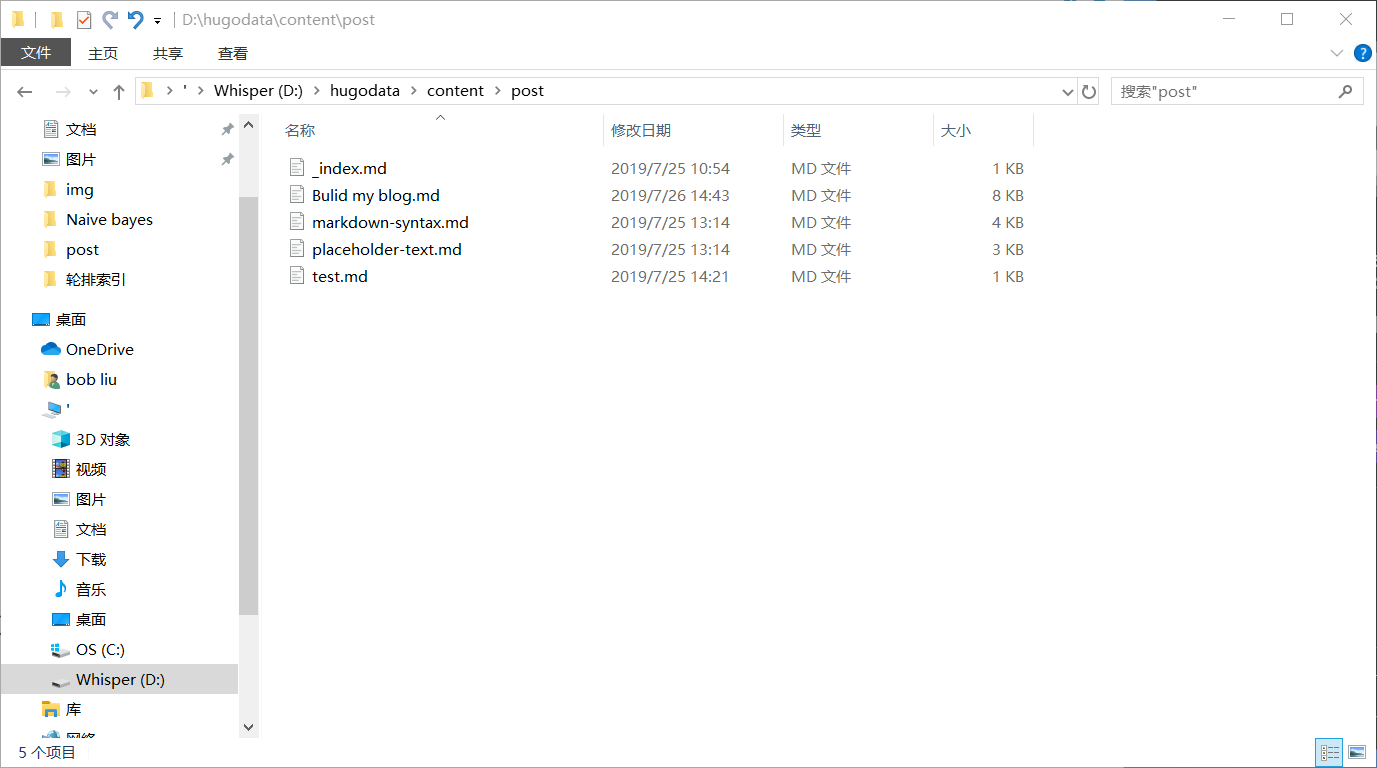 D:\hugodata\content\post
文件 主页 共享 查看
' Whisper (D:) hugodata content post 搜索"post"
文档
图片
img
Naive bayes
post
轮排索引
桌面
OneDrive
bob liu
'
3D 对象
视频
图片
文档
下载
音乐
桌面
OS (C:)
Whisper (D:)
库
网络
名称 修改日期 类型 大小
_index.md 2019/7/25 10:54 MD 文件 1 KB
Bulid my blog.md 2019/7/26 14:43 MD 文件 8 KB
markdown-syntax.md 2019/7/25 13:14 MD 文件 4 KB
placeholder-text.md 2019/7/25 13:14 MD 文件 3 KB
test.md 2019/7/25 14:21 MD 文件 1 KB
5 个项目